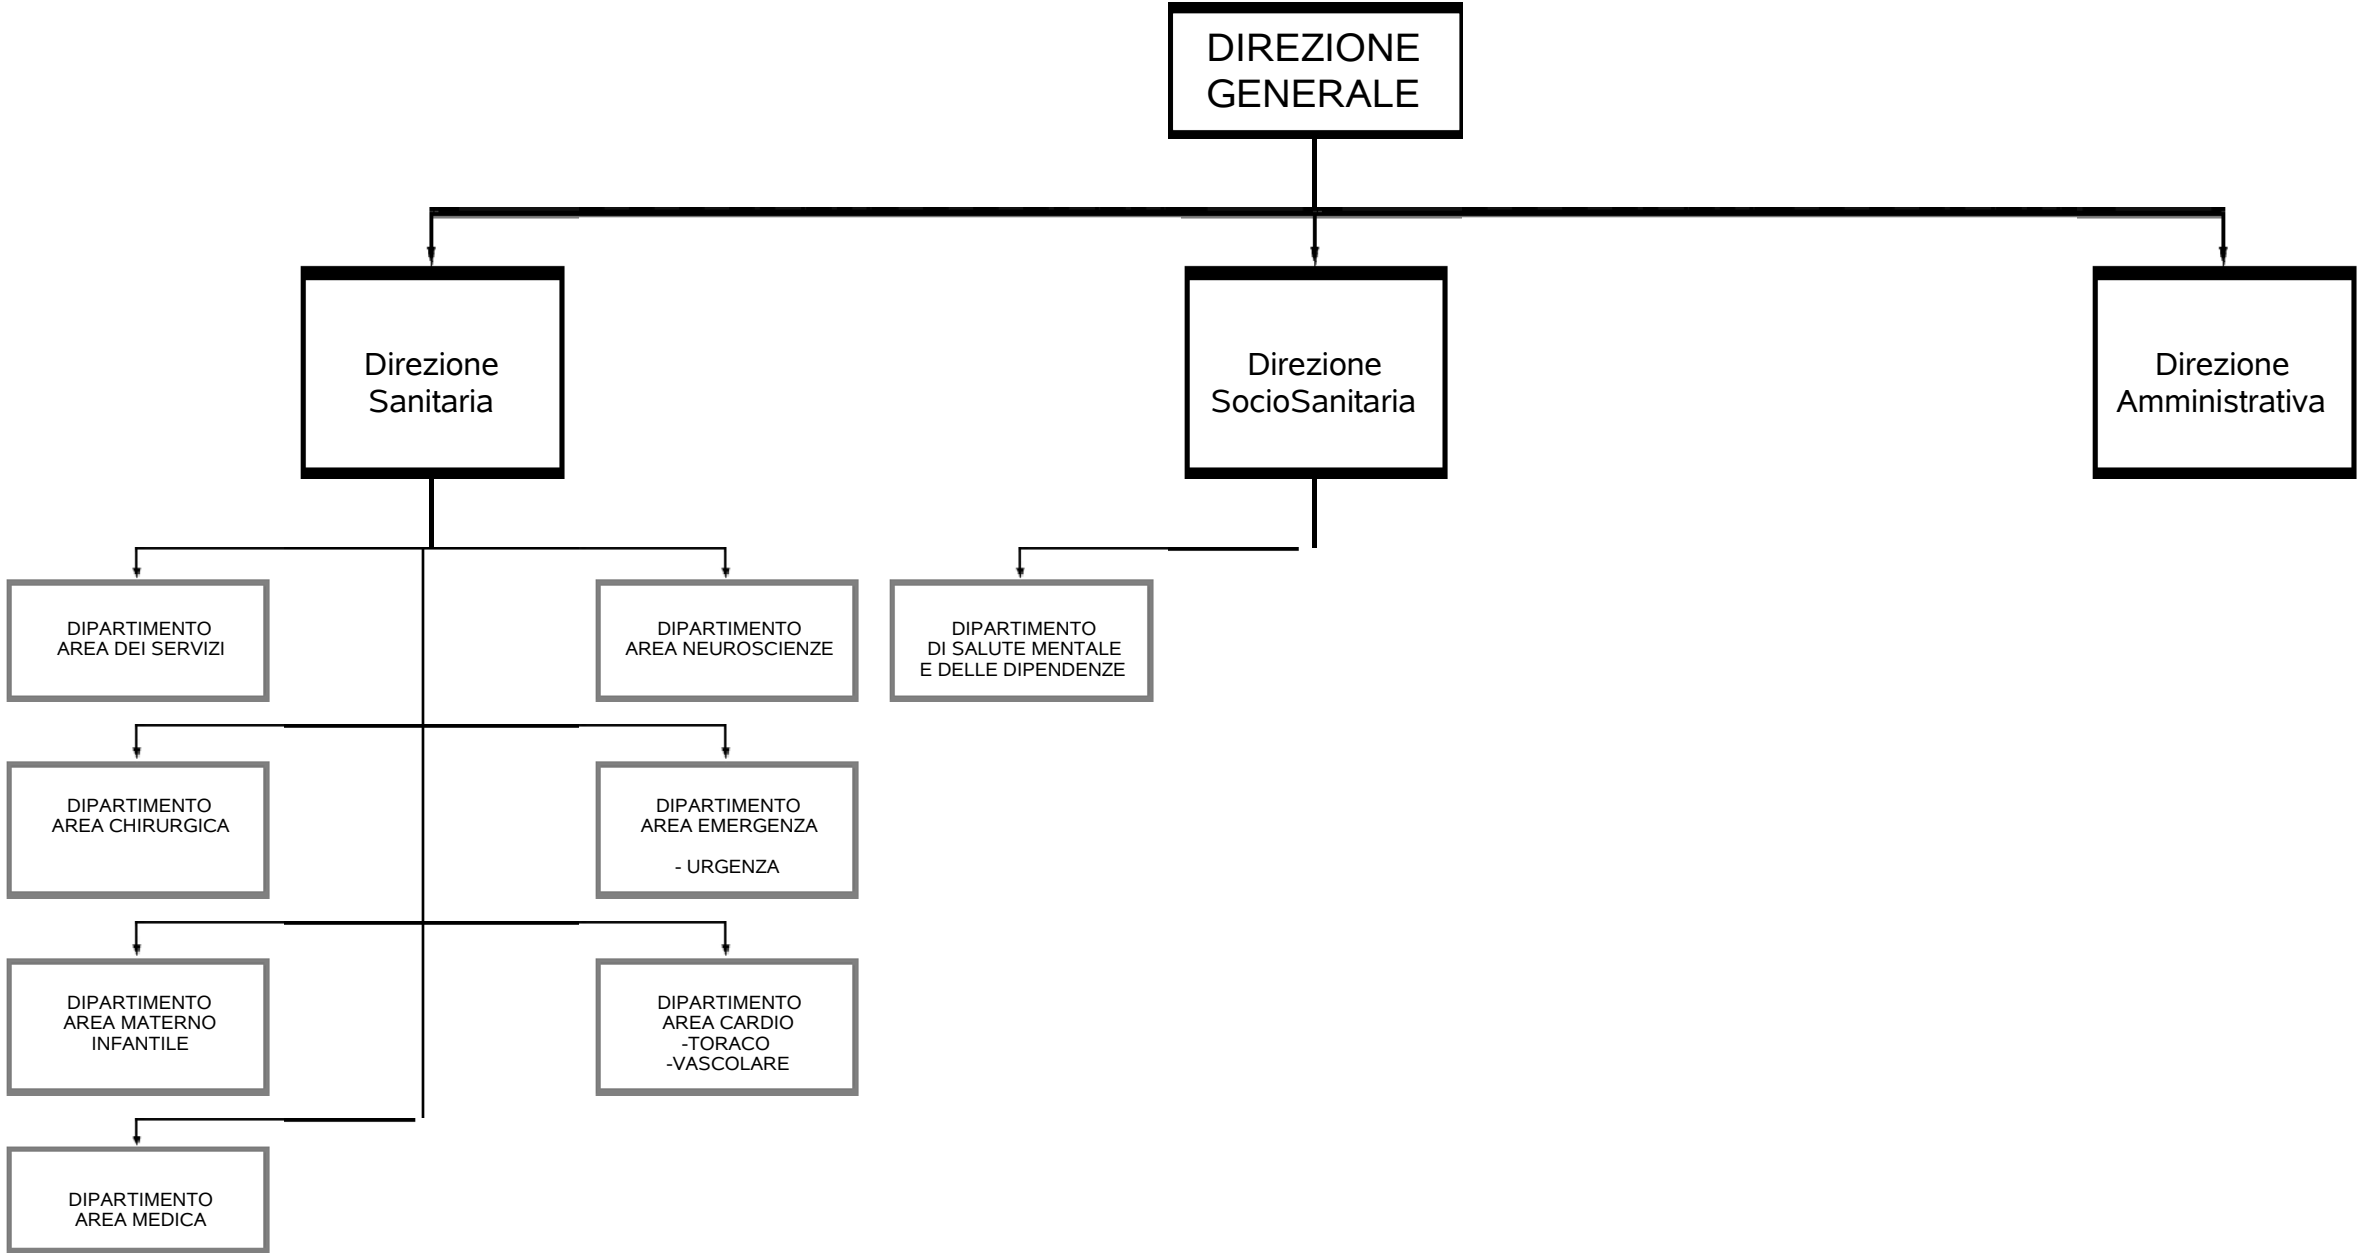 DIREZIONE
GENERALE
Direzione
Sanitaria
Direzione
SocioSanitaria
Direzione
Amministrativa
DIPARTIMENTO
AREA DEI SERVIZI
DIPARTIMENTO
AREA NEUROSCIENZE
DIPARTIMENTO
DI SALUTE MENTALE
E DELLE DIPENDENZE
DIPARTIMENTO
AREA CHIRURGICA
DIPARTIMENTO
AREA EMERGENZA
- URGENZA
DIPARTIMENTO
AREA MATERNO
INFANTILE
DIPARTIMENTO
AREA CARDIO
-TORACO
-VASCOLARE
DIPARTIMENTO
AREA MEDICA